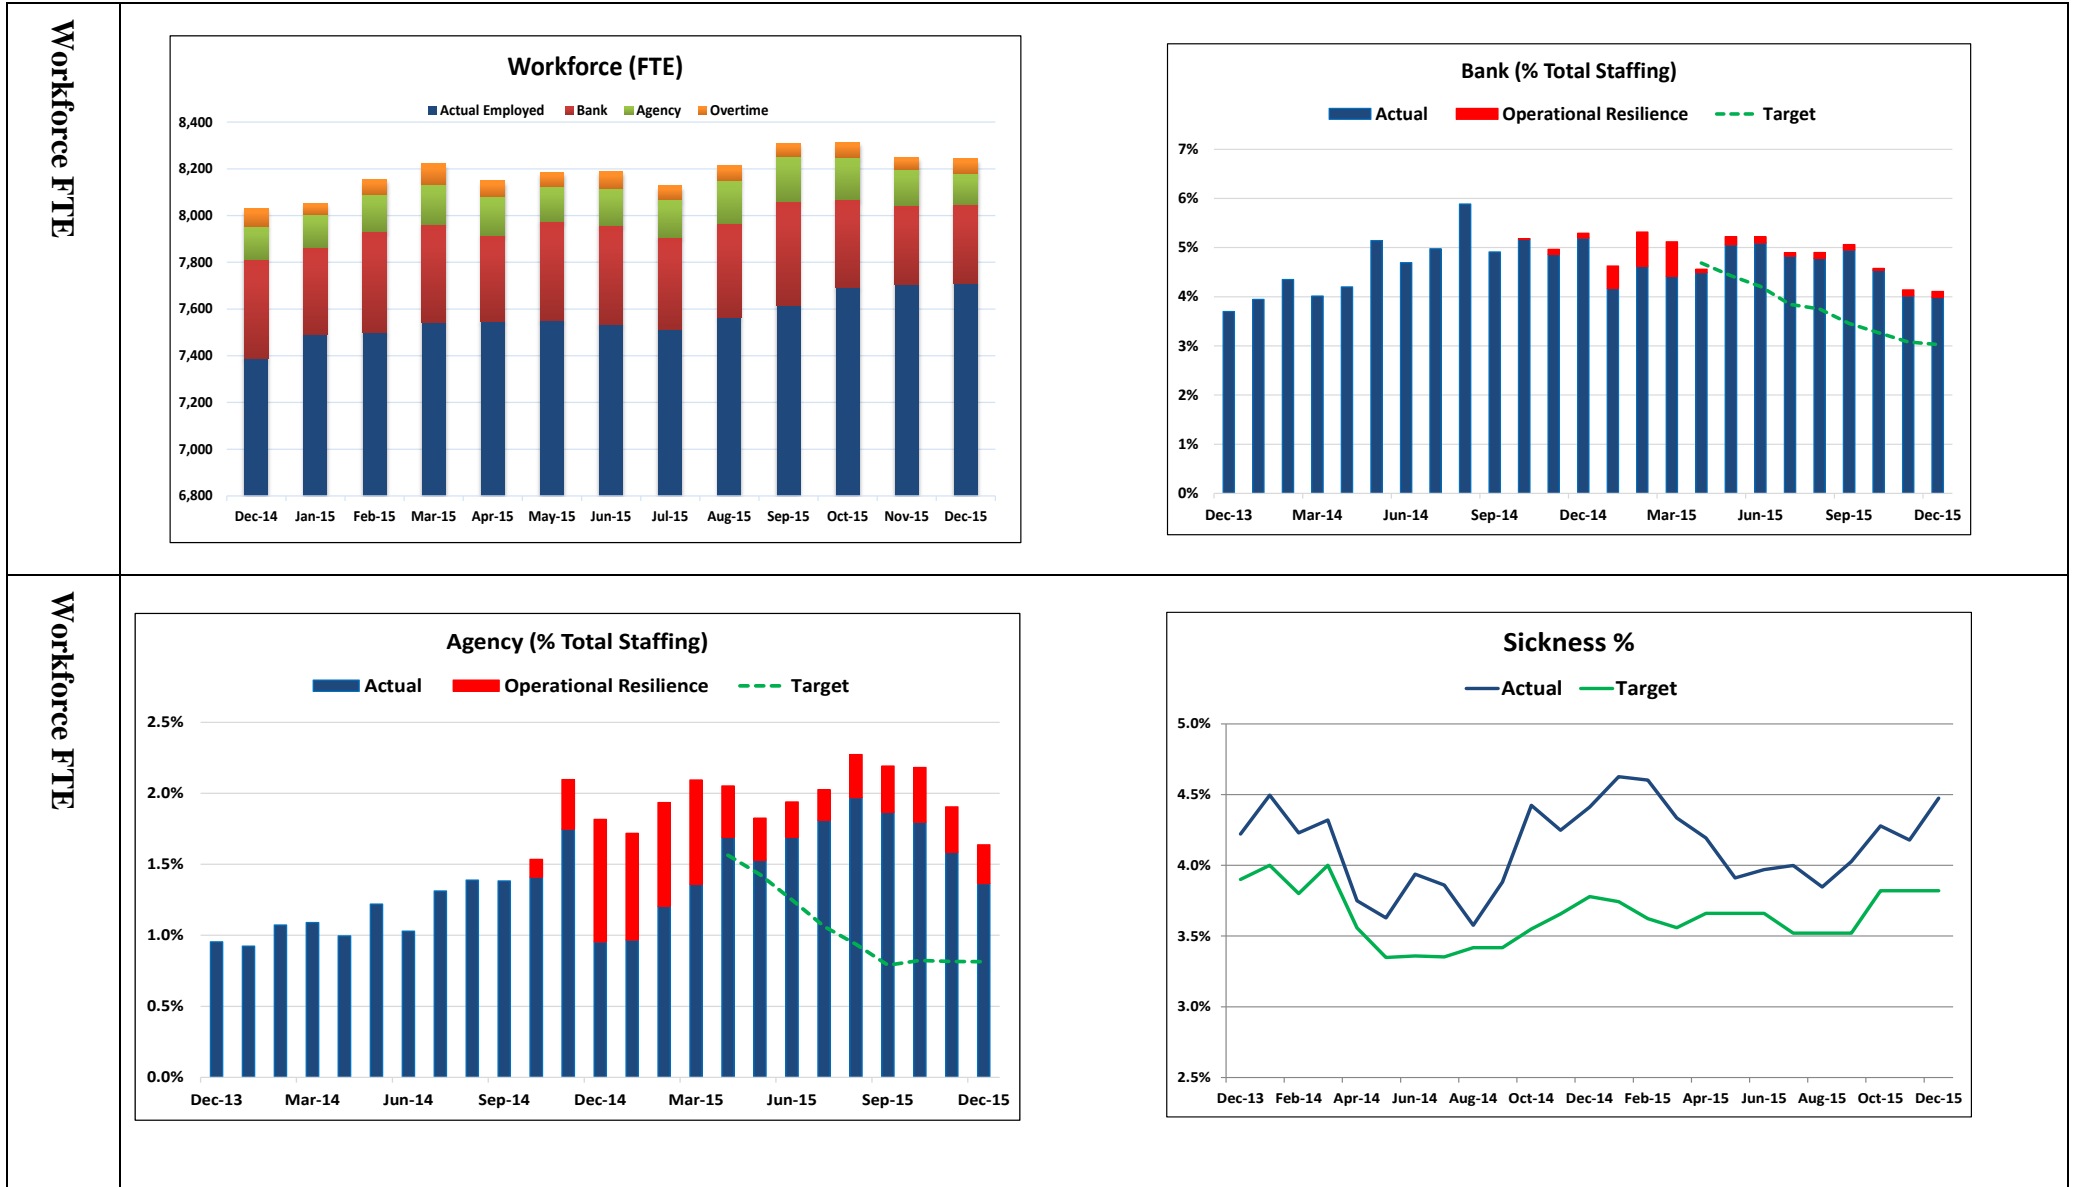 Workforce FTE
Workforce (FTE)
Actual Employed Bank Agency Overtime
8,400
8,200
8,000
7,800
7,600
7,400
7,200
7,000
6,800
Dec-14 Jan-15 Feb-15 Mar-15 Apr-15 May-15 Jun-15 Jul-15 Aug-15 Sep-15 Oct-15 Nov-15 Dec-15
Bank (% Total Staffing)
Actual Operational Resilience Target
7%
6%
5%
4%
3%
2%
1%
0%
Dec-13 Mar-14 Jun-14 Sep-14 Dec-14 Mar-15 Jun-15 Sep-15 Dec-15
Workforce FTE
Agency (% Total Staffing)
Actual Operational Resilience Target
2.5%
2.0%
1.5%
1.0%
0.5%
0.0%
Dec-13 Mar-14 Jun-14 Sep-14 Dec-14 Mar-15 Jun-15 Sep-15 Dec-15
Sickness %
Actual Target
5.0%
4.5%
4.0%
3.5%
3.0%
2.5%
Dec-13 Feb-14 Apr-14 Jun-14 Aug-14 Oct-14 Dec-14 Feb-15 Apr-15 Jun-15 Aug-15 Oct-15 Dec-15